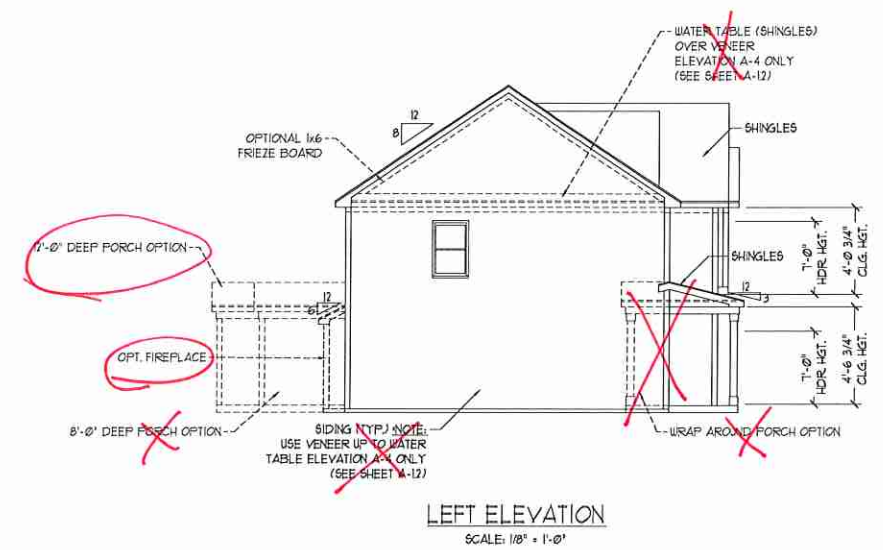 WATER TABLE (SHINGLES)
OVER VENEER
ELEVATION A-4 ONLY
(SEE SHEET A-1.2)
12
8
SHINGLES
OPTIONAL 1x6
FRIEZE BOARD
12'-0" DEEP PORCH OPTION
SHINGLES
7'-0"
HDR. HGT.
4'-0 3/4"
CLG. HGT.
12
3
12
6
OPT. FIREPLACE
7'-0"
HDR. HGT.
4'-6 3/4"
CLG. HGT.
8'-0" DEEP PORCH OPTION
SIDING (TYP.) NOTE:
USE VENEER UP TO WATER
TABLE ELEVATION A-4 ONLY
(SEE SHEET A-1.2)
WRAP AROUND PORCH OPTION
LEFT ELEVATION
SCALE: 1/8" = 1'-0"